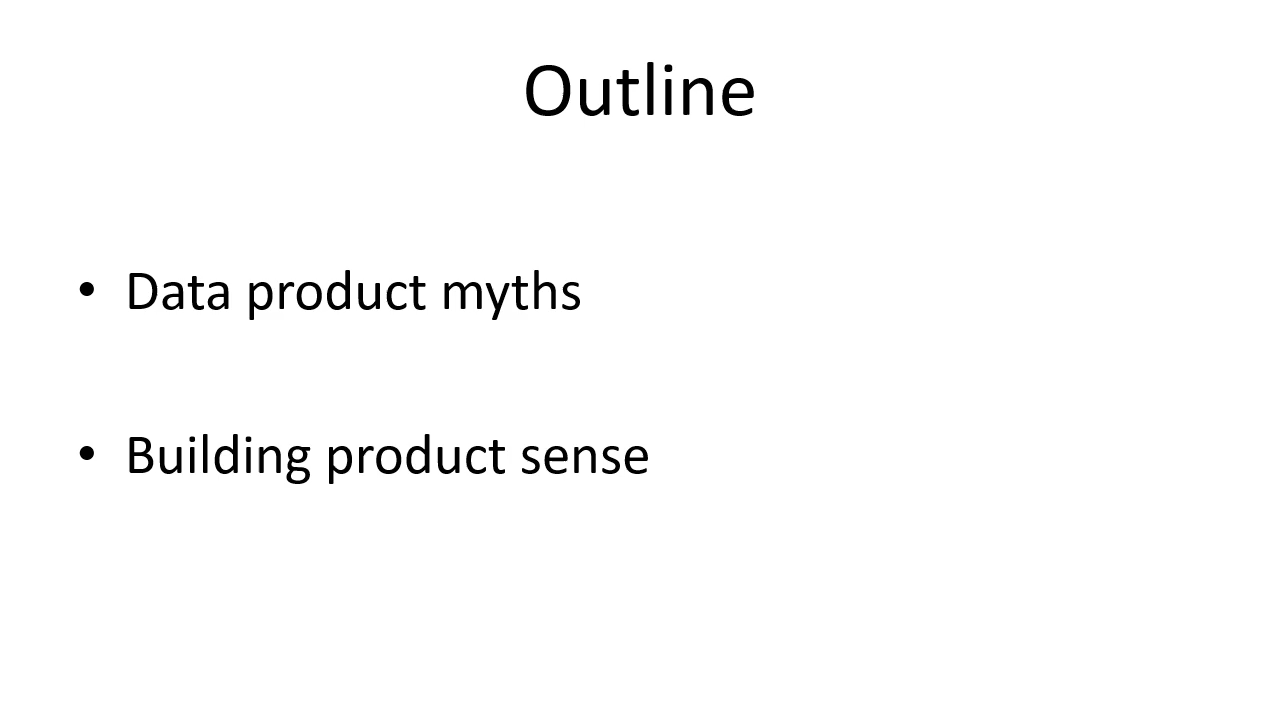 Outline
• Data product myths
• Building product sense